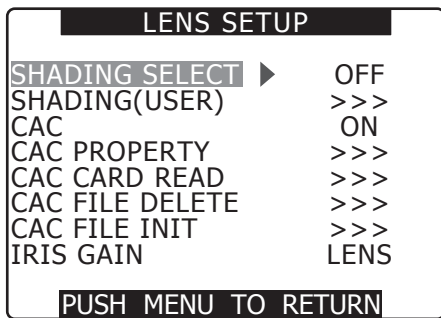 LENS SETUP
SHADING SELECT ▶ OFF
SHADING(USER) >>>
CAC ON
CAC PROPERTY >>>
CAC CARD READ >>>
CAC FILE DELETE >>>
CAC FILE INIT >>>
IRIS GAIN LENS
PUSH MENU TO RETURN